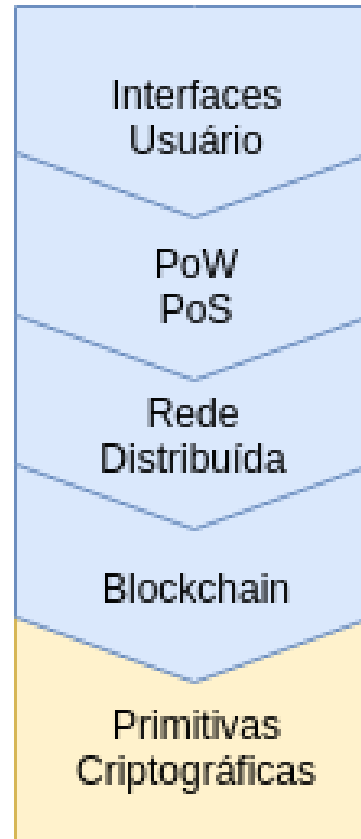 Interfaces
Usuário
PoW
PoS
Rede
Distribuída
Blockchain
Primitivas
Criptográficas